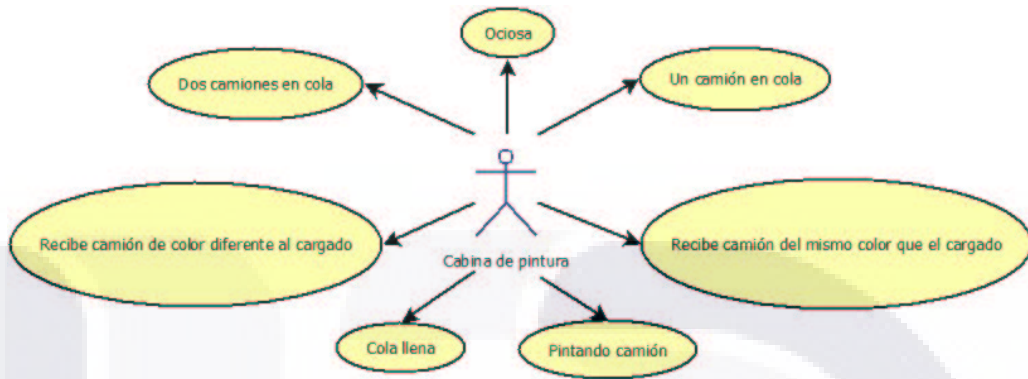 Ociosa
Dos camiones en cola
Un camión en cola
Recibe camión de color diferente al cargado
Recibe camión del mismo color que el cargado
Cabina de pintura
Cola llena
Pintando camión